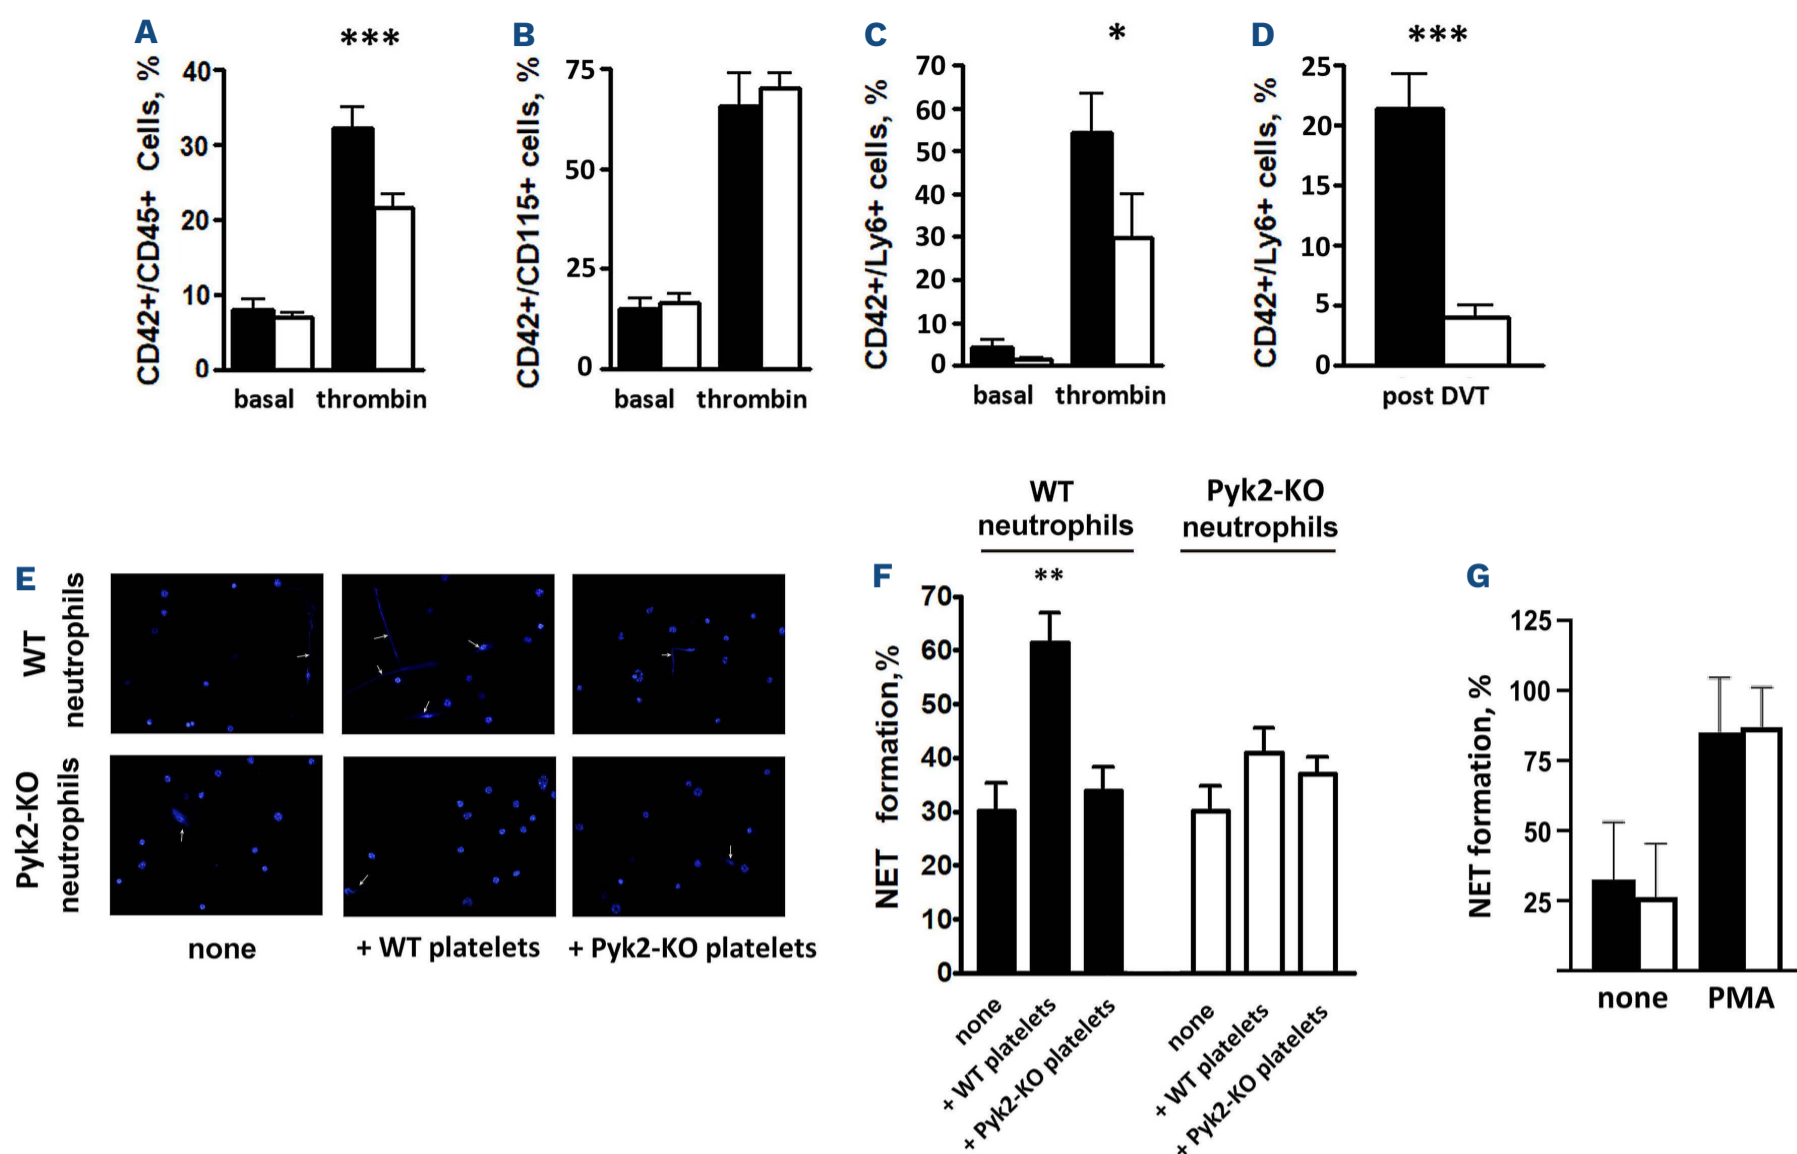 A
***
CD42+/CD45+ Cells, %
40
30
20
10
0
basal thrombin
B
CD42+/CD115+ cells, %
75
50
25
0
basal thrombin
C
*
CD42+/Ly6+ cells, %
70
60
50
40
30
20
10
0
basal thrombin
D
***
CD42+/Ly6+ cells, %
25
20
15
10
5
0
post DVT
E
WT
neutrophils
Pyk2-KO
neutrophils
none
+ WT platelets
+ Pyk2-KO platelets
F
WT
neutrophils
Pyk2-KO
neutrophils
**
NET formation,%
70
60
50
40
30
20
10
0
none
+ WT platelets
+ Pyk2-KO platelets
none
+ WT platelets
+ Pyk2-KO platelets
G
NET formation, %
125
100
75
50
25
none PMA